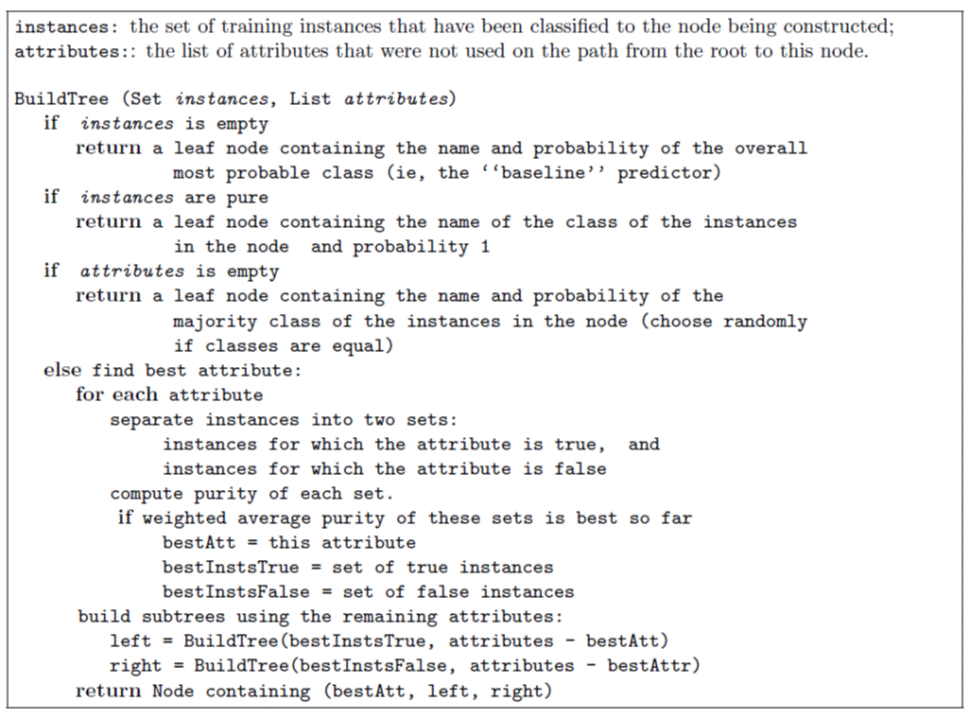 instances: the set of training instances that have been classified to the node being constructed;
attributes:: the list of attributes that were not used on the path from the root to this node.
BuildTree (Set instances, List attributes)
if instances is empty
return a leaf node containing the name and probability of the overall
most probable class (ie, the ‘‘baseline’’ predictor)
if instances are pure
return a leaf node containing the name of the class of the instances
in the node and probability 1
if attributes is empty
return a leaf node containing the name and probability of the
majority class of the instances in the node (choose randomly
if classes are equal)
else find best attribute:
for each attribute
separate instances into two sets:
instances for which the attribute is true, and
instances for which the attribute is false
compute purity of each set.
if weighted average purity of these sets is best so far
bestAtt = this attribute
bestInstsTrue = set of true instances
bestInstsFalse = set of false instances
build subtrees using the remaining attributes:
left = BuildTree(bestInstsTrue, attributes - bestAtt)
right = BuildTree(bestInstsFalse, attributes - bestAttr)
return Node containing (bestAtt, left, right)